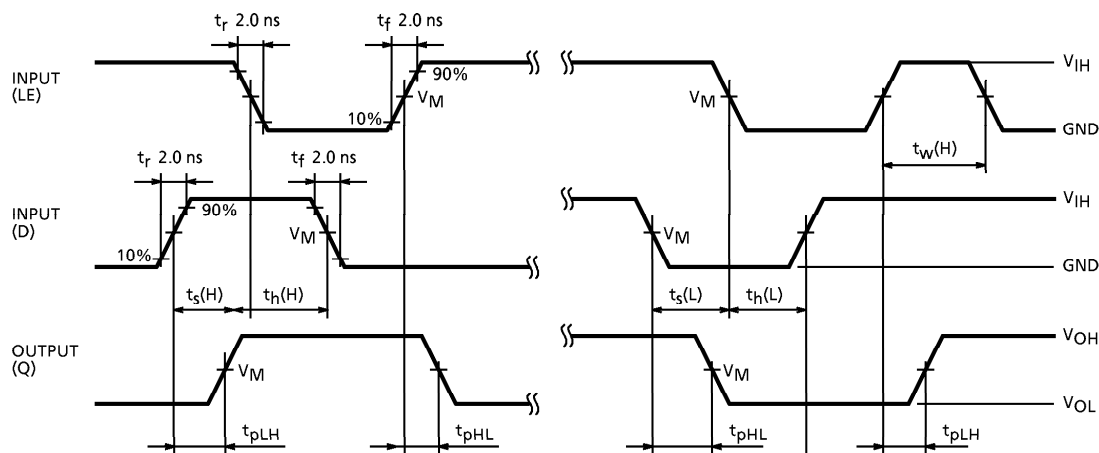 tr 2.0 ns
tf 2.0 ns
INPUT
(LE)
90%
VM
10%
VM
VIH
GND
tw(H)
tr 2.0 ns
tf 2.0 ns
INPUT
(D)
90%
VM
10%
VM
VIH
GND
ts(H)
th(H)
ts(L)
th(L)
OUTPUT
(Q)
VM
VM
VOH
VOL
tpLH
tpHL
tpHL
tpLH